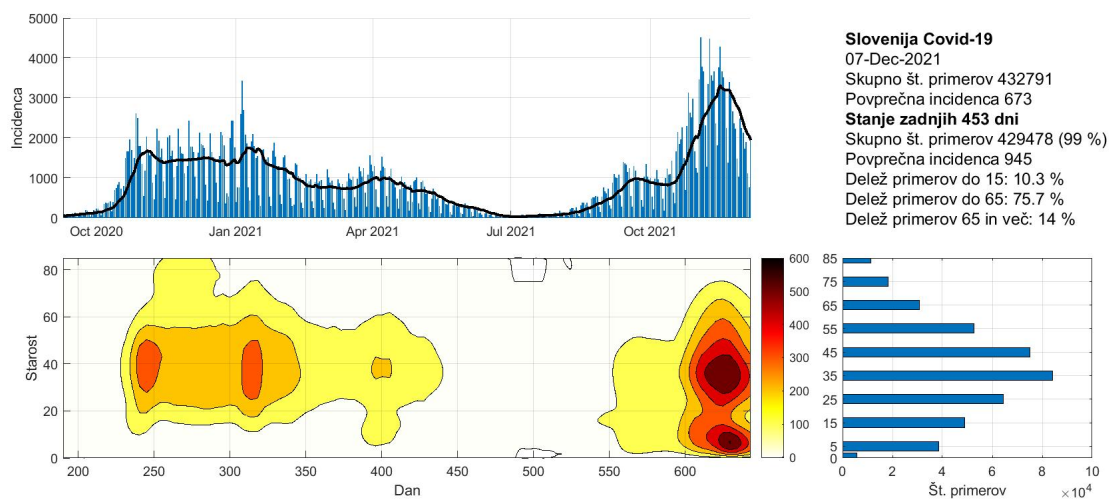 5000
4000
3000
2000
1000
0
Incidenca
Oct 2020
Jan 2021
Apr 2021
Jul 2021
Oct 2021
Slovenija Covid-19
07-Dec-2021
Skupno št. primerov 432791
Povprečna incidenca 673
Stanje zadnjih 453 dni
Skupno št. primerov 429478 (99 %)
Povprečna incidenca 945
Delež primerov do 15: 10.3 %
Delež primerov do 65: 75.7 %
Delež primerov 65 in več: 14 %
80
60
40
20
0
Starost
200
250
300
350
400
450
500
550
600
Dan
600
500
400
300
200
100
0
85
75
65
55
45
35
25
15
5
0
0
2
4
6
8
10
Št. primerov
×10⁴